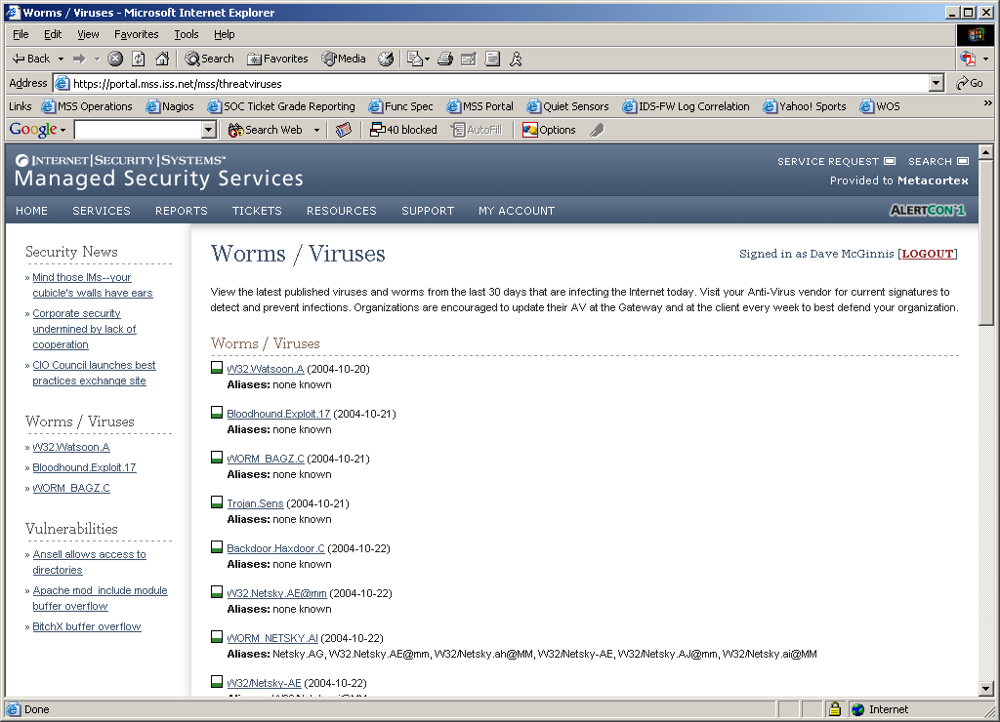 Worms / Viruses - Microsoft Internet Explorer
File Edit View Favorites Tools Help
Back Search Favorites Media
Address https://portal.mss.iss.net/mss/threatviruses Go
Links MSS Operations Nagios SOC Ticket Grade Reporting Func Spec MSS Portal Quiet Sensors IDS-FW Log Correlation Yahoo! Sports WOS »
Google Search Web 40 blocked AutoFill Options
INTERNET|SECURITY|SYSTEMS™
Managed Security Services
SERVICE REQUEST SEARCH
Provided to Metacortex
HOME SERVICES REPORTS TICKETS RESOURCES SUPPORT MY ACCOUNT
ALERTCON™1
Security News
» Mind those IMs--your
cubicle's walls have ears
» Corporate security
undermined by lack of
cooperation
» CIO Council launches best
practices exchange site
Worms / Viruses
» W32.Watsoon.A
» Bloodhound.Exploit.17
» WORM_BAGZ.C
Vulnerabilities
» Ansell allows access to
directories
» Apache mod_include module
buffer overflow
» BitchX buffer overflow
Worms / Viruses
Signed in as Dave McGinnis [LOGOUT]
View the latest published viruses and worms from the last 30 days that are infecting the Internet today. Visit your Anti-Virus vendor for current signatures to
detect and prevent infections. Organizations are encouraged to update their AV at the Gateway and at the client every week to best defend your organization.
Worms / Viruses
W32.Watsoon.A (2004-10-20)
Aliases: none known
Bloodhound.Exploit.17 (2004-10-21)
Aliases: none known
WORM_BAGZ.C (2004-10-21)
Aliases: none known
Trojan.Sens (2004-10-21)
Aliases: none known
Backdoor.Haxdoor.C (2004-10-22)
Aliases: none known
W32.Netsky.AE@mm (2004-10-22)
Aliases: none known
WORM_NETSKY.AI (2004-10-22)
Aliases: Netsky.AG, W32.Netsky.AE@mm, W32/Netsky.ah@MM, W32/Netsky-AE, W32/Netsky.AJ@mm, W32/Netsky.ai@MM
W32/Netsky-AE (2004-10-22)
Done
Internet